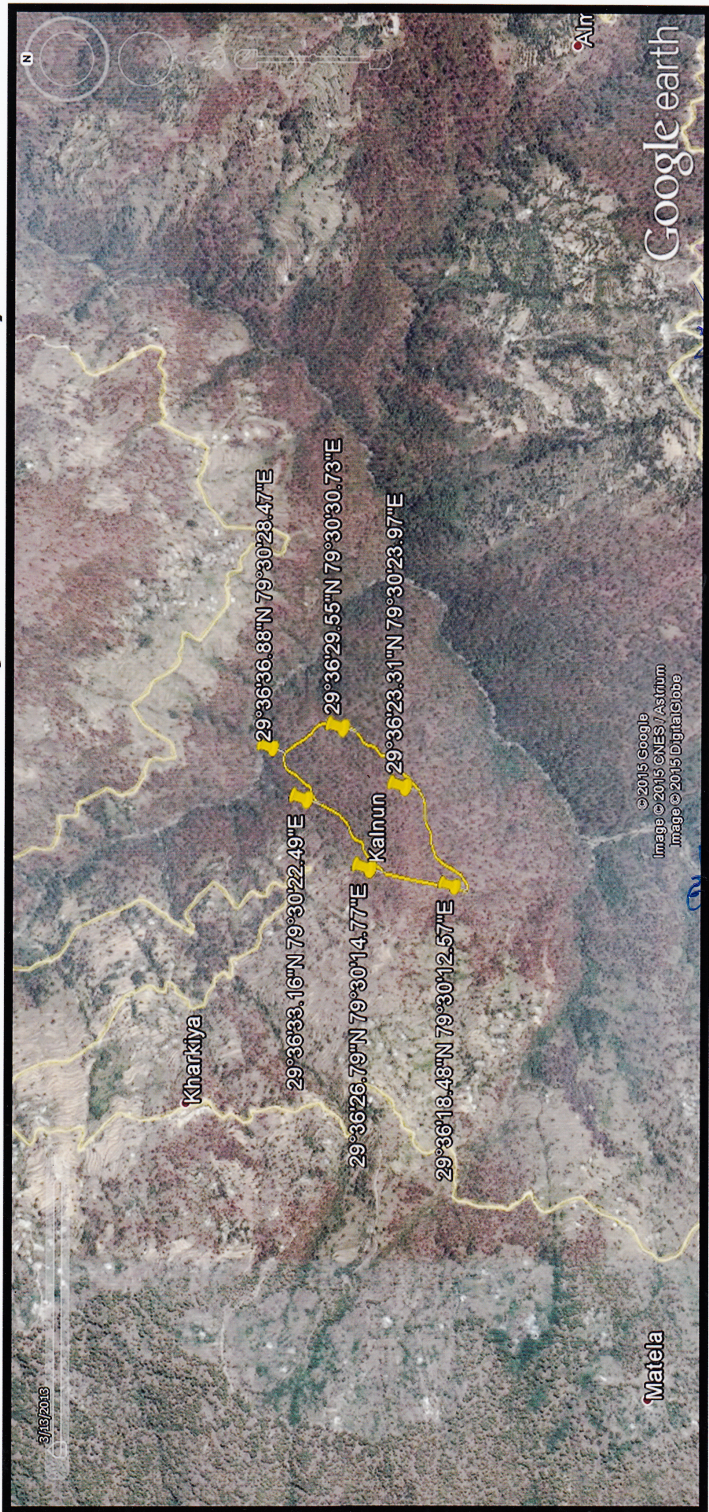 3/13/2013
N
29°36'36.88"N 79°30'28.47"E
29°36'33.16"N 79°30'22.49"E
29°36'29.55"N 79°30'30.73"E
Kharkiya
29°36'26.79"N 79°30'14.77"E
Kalnun
29°36'23.31"N 79°30'23.97"E
29°36'18.48"N 79°30'12.57"E
Alm
Matela
© 2015 Google
Image © 2015 CNES / Astrium
Image © 2015 DigitalGlobe
Google earth